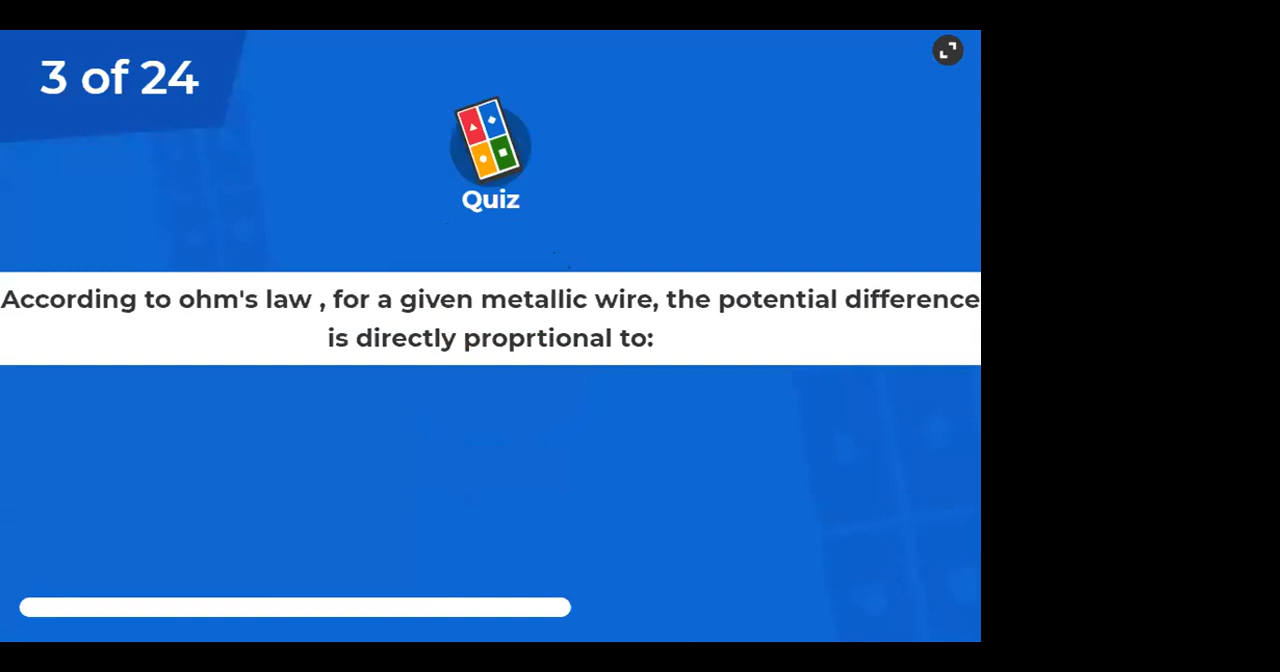 3 of 24
Quiz
According to ohm's law , for a given metallic wire, the potential difference
is directly proprtional to: